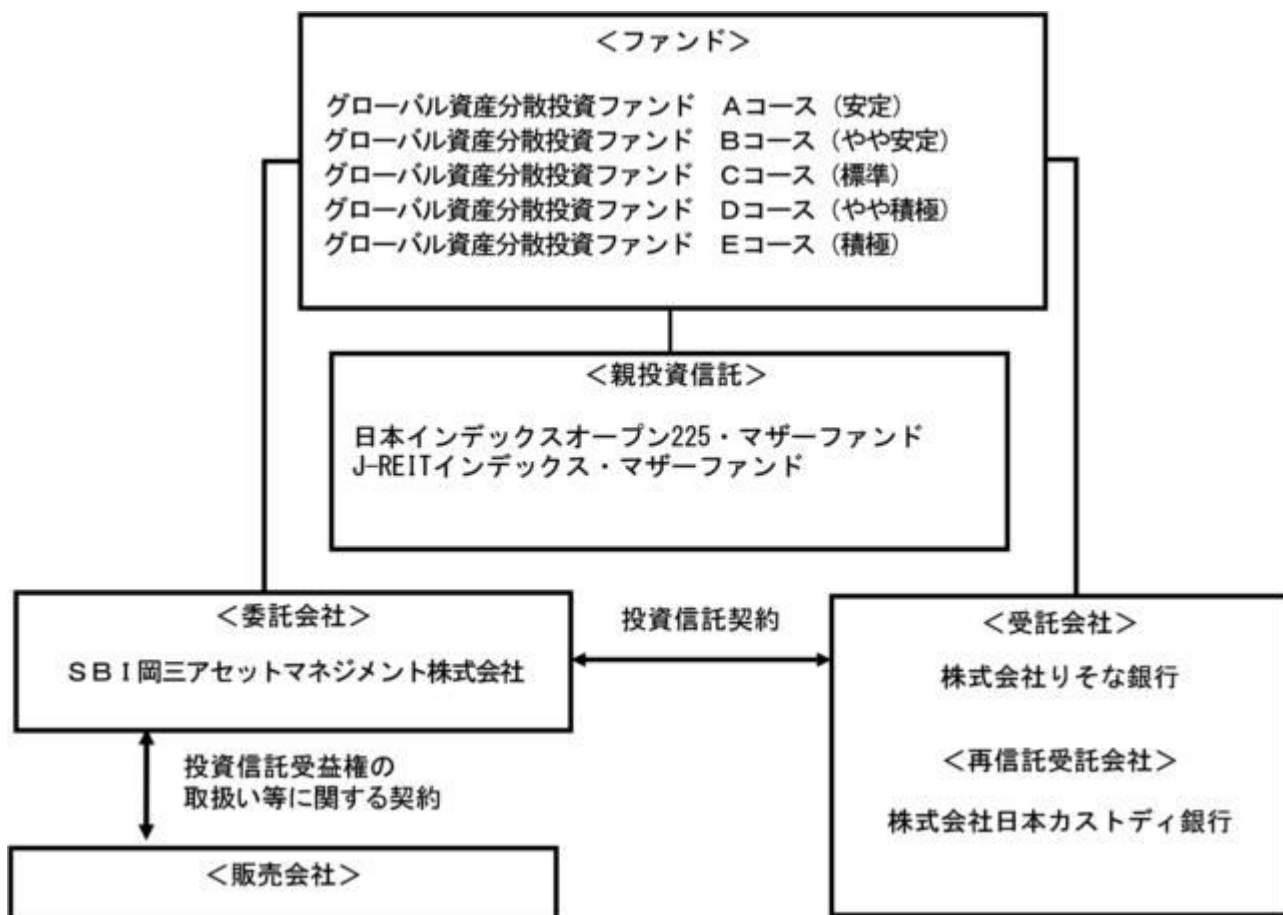 ＜ファンド＞
グローバル資産分散投資ファンド　Ａコース（安定）
グローバル資産分散投資ファンド　Ｂコース（やや安定）
グローバル資産分散投資ファンド　Ｃコース（標準）
グローバル資産分散投資ファンド　Ｄコース（やや積極）
グローバル資産分散投資ファンド　Ｅコース（積極）
＜親投資信託＞
日本インデックスオープン225・マザーファンド
J-REITインデックス・マザーファンド
＜委託会社＞
ＳＢＩ岡三アセットマネジメント株式会社
投資信託契約
＜受託会社＞
株式会社りそな銀行
＜再信託受託会社＞
株式会社日本カストディ銀行
投資信託受益権の
取扱い等に関する契約
＜販売会社＞